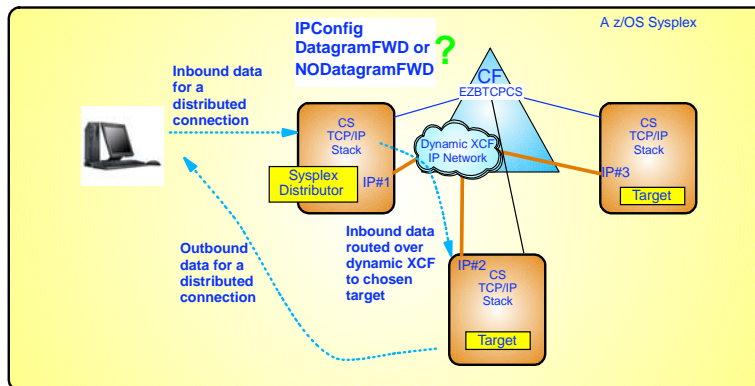 A z/OS Sysplex
IPConfig
DatagramFWD or
NODatagramFWD
?
Inbound data
for a
distributed
connection
CF
EZBTCPCS
CS
TCP/IP
Stack
Sysplex
Distributor
IP#1
Dynamic XCF
IP Network
CS
TCP/IP
Stack
IP#3
Target
Outbound
data for a
distributed
connection
Inbound data
routed over
dynamic XCF
to chosen
target
IP#2
CS
TCP/IP
Stack
Target